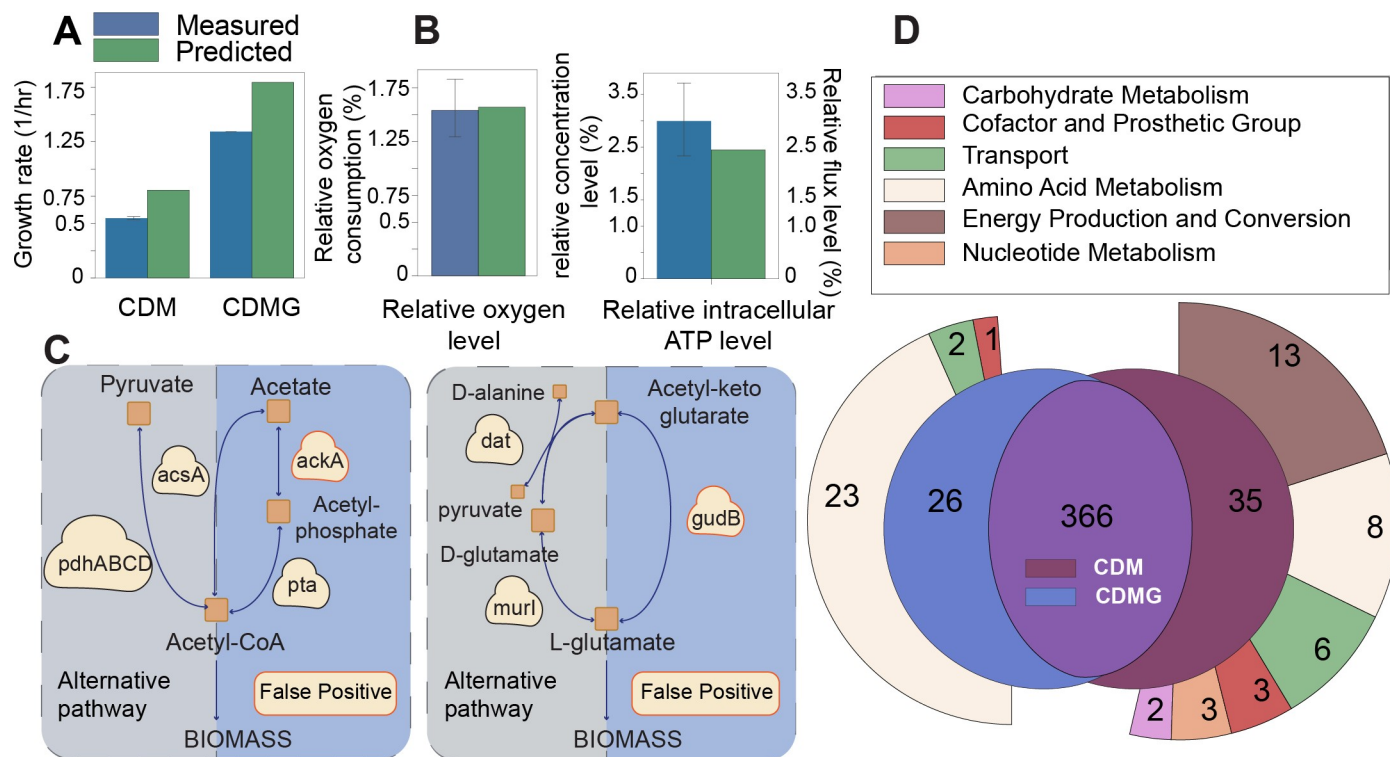 A
Measured
Predicted
Growth rate (1/hr)
1.75
1.25
0.75
0.5
0
CDM
CDMG
B
Relative oxygen
consumption (%)
1.75
1.25
0.75
0.5
0
Relative oxygen
level
relative concentration
level (%)
3.5
2.5
1.5
1.0
0
3.5
2.5
1.5
1.0
0
Relative flux level (%)
Relative intracellular
ATP level
C
Pyruvate
Acetate
acsA
ackA
Acetyl-
phosphate
pdhABCD
pta
Acetyl-CoA
Alternative
pathway
False Positive
BIOMASS
D-alanine
Acetyl-keto
glutarate
dat
pyruvate
gudB
D-glutamate
murI
L-glutamate
Alternative
pathway
False Positive
BIOMASS
D
Carbohydrate Metabolism
Cofactor and Prosthetic Group
Transport
Amino Acid Metabolism
Energy Production and Conversion
Nucleotide Metabolism
2
1
13
23
26
366
35
8
CDM
CDMG
6
3
3
2